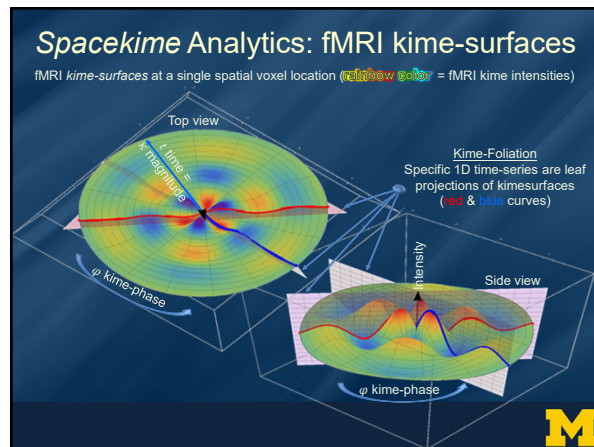 Spacekime Analytics: fMRI kime-surfaces
fMRI kime-surfaces at a single spatial voxel location (rainbow color = fMRI kime intensities)
Top view
t time =
κ magnitude
φ kime-phase
Kime-Foliation
Specific 1D time-series are leaf
projections of kimesurfaces
(red & blue curves)
Intensity
Side view
φ kime-phase
M